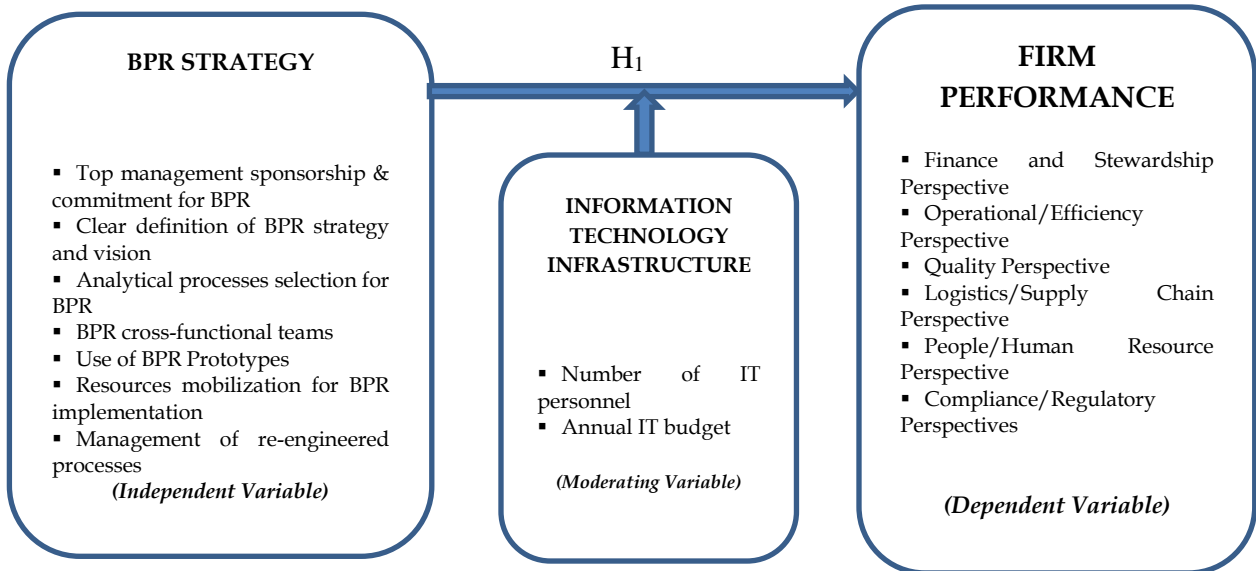 BPR STRATEGY
▪ Top management sponsorship &
commitment for BPR
▪ Clear definition of BPR strategy
and vision
▪ Analytical processes selection for
BPR
▪ BPR cross-functional teams
▪ Use of BPR Prototypes
▪ Resources mobilization for BPR
implementation
▪ Management of re-engineered
processes
(Independent Variable)
H₁
INFORMATION
TECHNOLOGY
INFRASTRUCTURE
▪ Number of IT
personnel
▪ Annual IT budget
(Moderating Variable)
FIRM
PERFORMANCE
▪ Finance and Stewardship
Perspective
▪ Operational/Efficiency
Perspective
▪ Quality Perspective
▪ Logistics/Supply Chain
Perspective
▪ People/Human Resource
Perspective
▪ Compliance/Regulatory
Perspectives
(Dependent Variable)